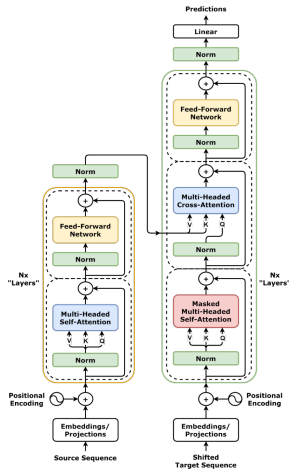 Predictions
Linear
Norm
Feed-Forward
Network
Norm
Norm
Multi-Headed
Cross-Attention
V K Q
Feed-Forward
Network
Norm
Norm
Nx
"Layers"
Nx
"Layers"
Multi-Headed
Self-Attention
V K Q
Norm
Masked
Multi-Headed
Self-Attention
V K Q
Norm
Positional
Encoding
Positional
Encoding
Embeddings/
Projections
Embeddings/
Projections
Source Sequence
Shifted
Target Sequence